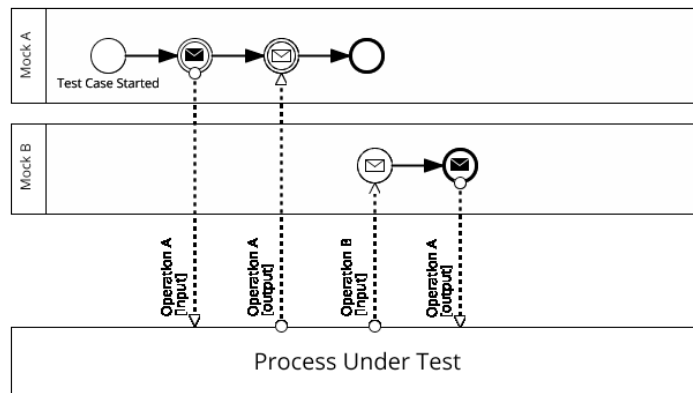 Mock A
Test Case Started
Mock B
Operation A
[input]
Operation A
[output]
Operation B
[input]
Operation A
[output]
Process Under Test